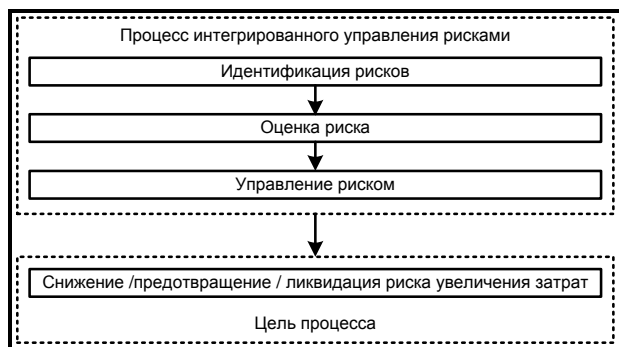 Процесс интегрированного управления рисками
Идентификация рисков
Оценка риска
Управление риском
Снижение /предотвращение / ликвидация риска увеличения затрат
Цель процесса